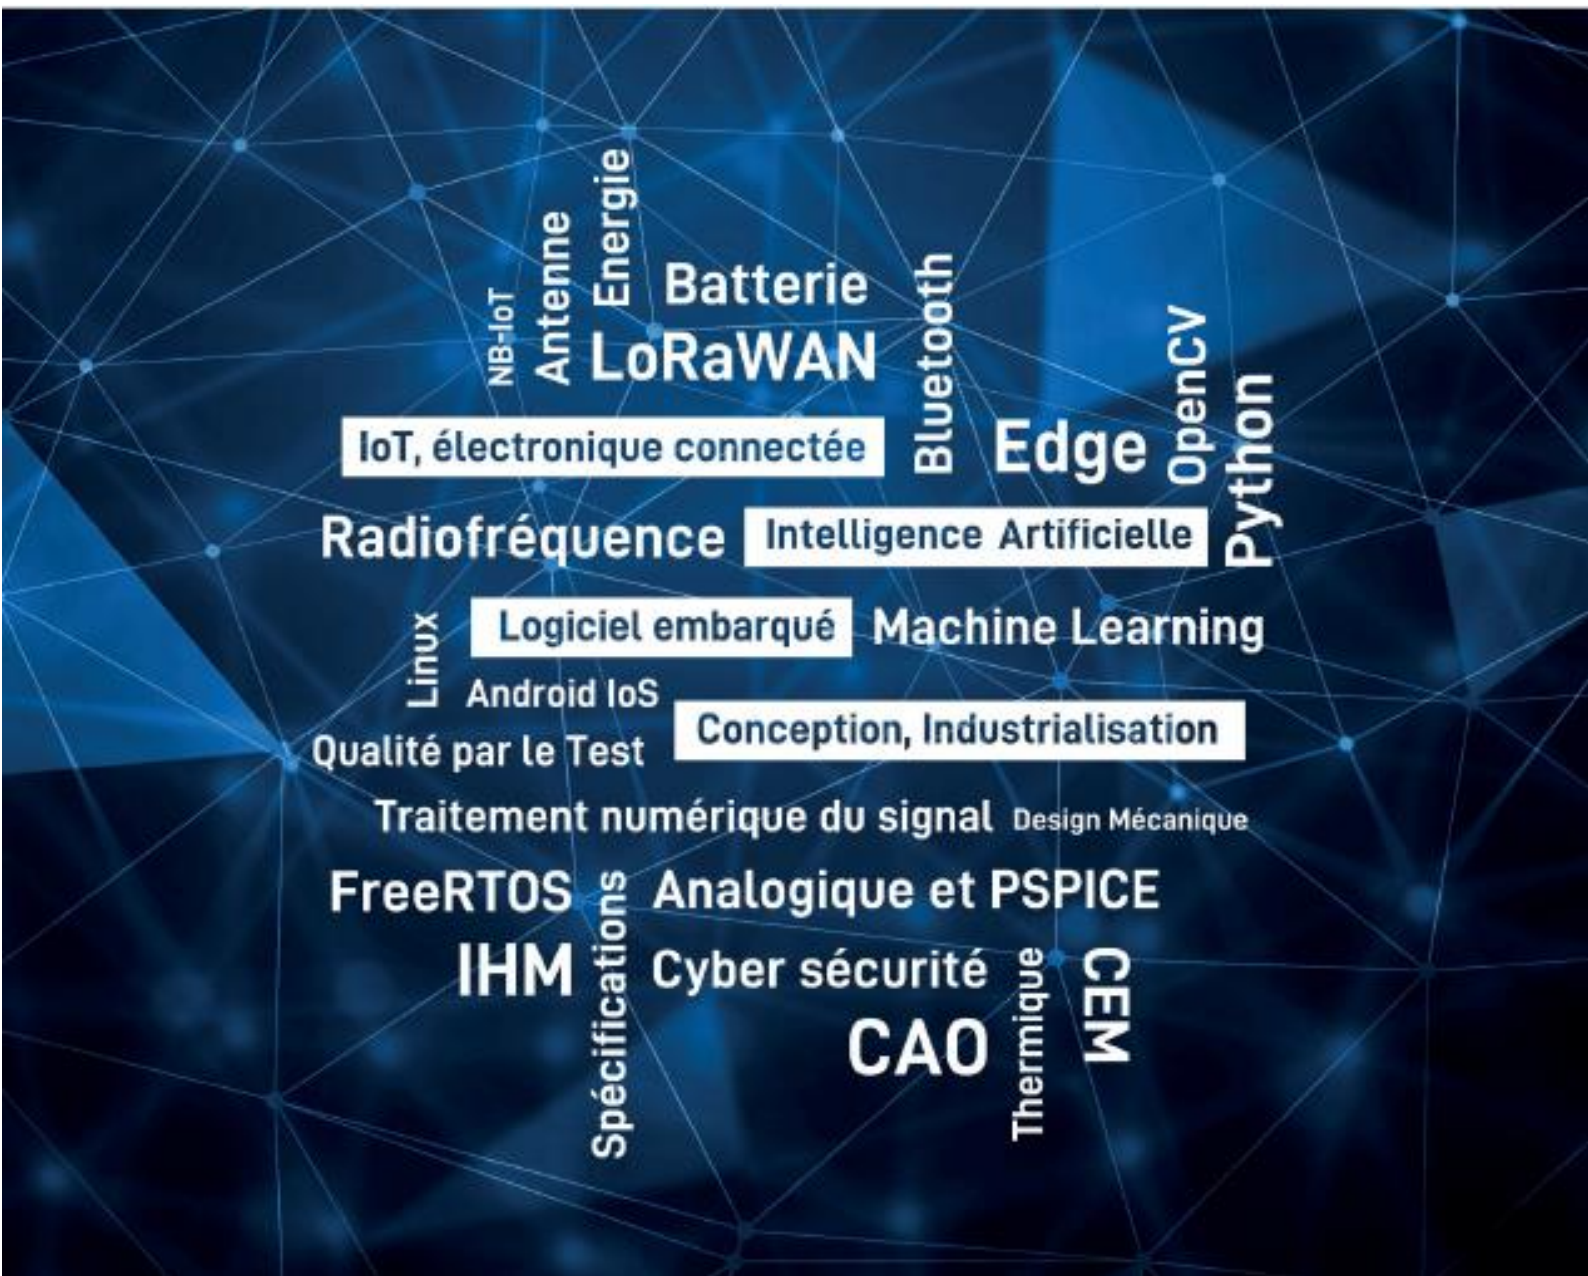 Energie
Antenne
NB-IoT
Batterie
LoRaWAN
Bluetooth
OpenCV
Python
IoT, électronique connectée
Edge
Radiofréquence
Intelligence Artificielle
Linux
Logiciel embarqué
Machine Learning
Android IoS
Conception, Industrialisation
Qualité par le Test
Traitement numérique du signal
Design Mécanique
FreeRTOS
Spécifications
Analogique et PSPICE
IHM
Cyber sécurité
Thermique
CEM
CAO